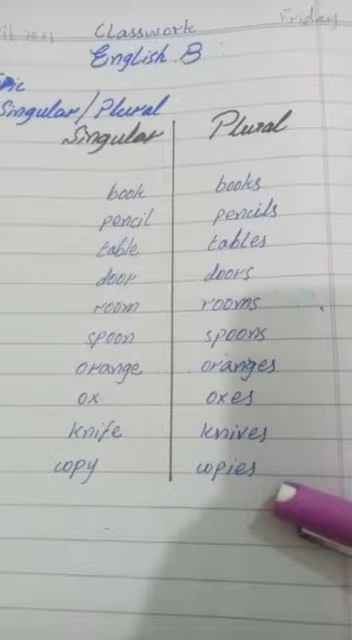 Classwork Friday
English B
Singular/Plural
Singular Plural
book books
pencil pencils
table tables
door doors
room rooms
spoon spoons
orange oranges
ox oxes
knife knives
copy copies